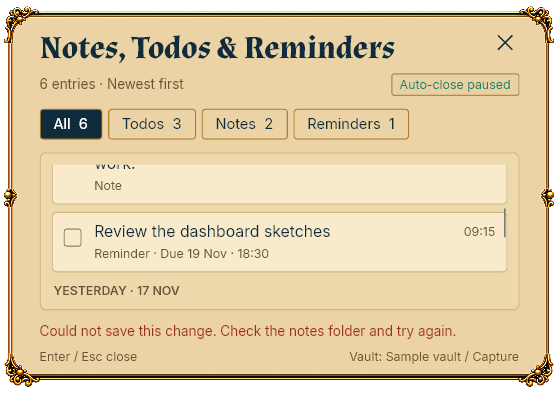 Notes, Todos & Reminders
6 entries · Newest first
Auto-close paused
All 6
Todos 3
Notes 2
Reminders 1
work.
Note
Review the dashboard sketches
09:15
Reminder · Due 19 Nov · 18:30
YESTERDAY · 17 NOV
Could not save this change. Check the notes folder and try again.
Enter / Esc close
Vault: Sample vault / Capture